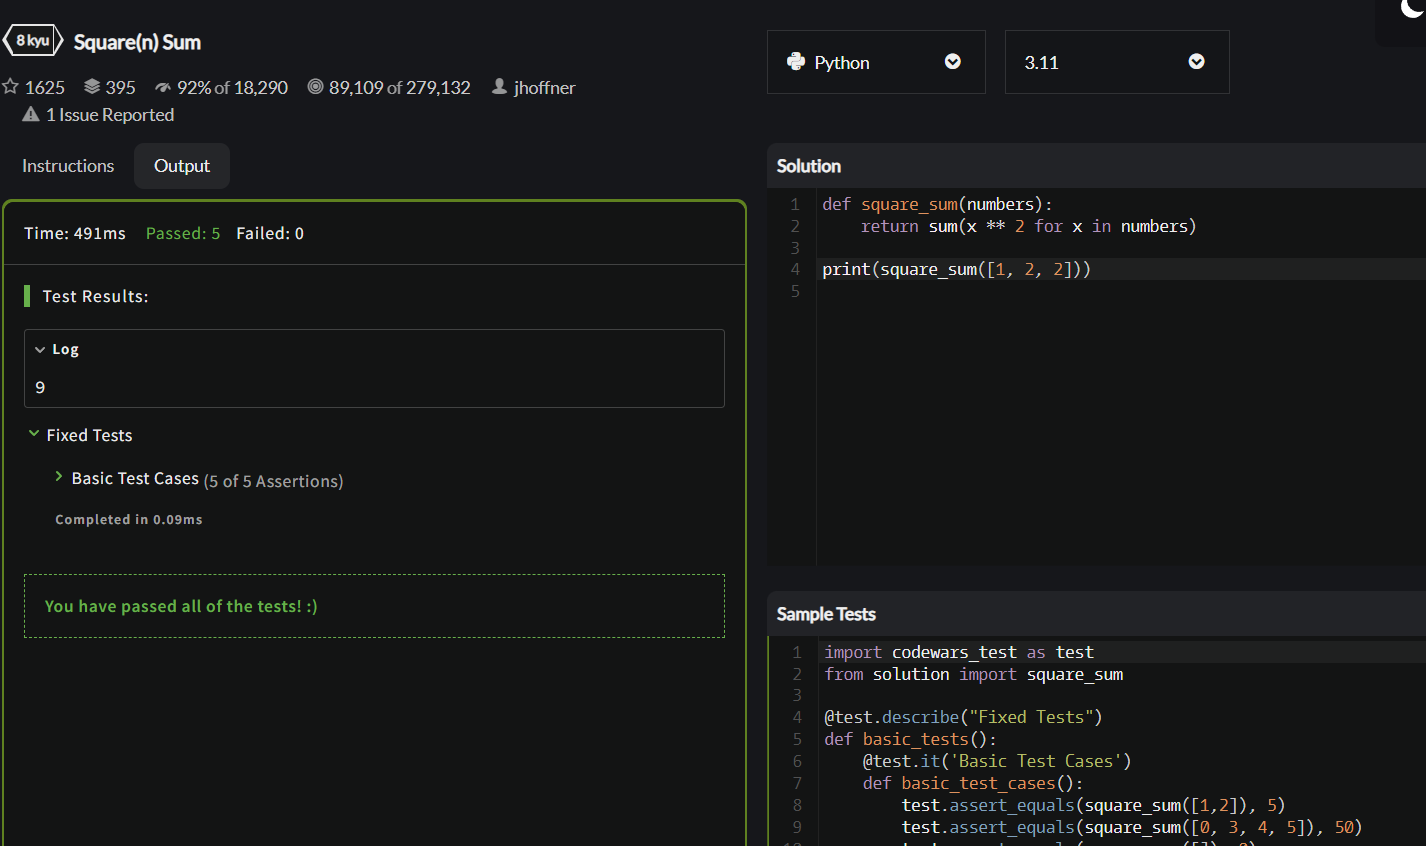 8 kyu Square(n) Sum
1625 395 92% of 18,290 89,109 of 279,132 jhoffner
1 Issue Reported
Instructions Output
Time: 491ms Passed: 5 Failed: 0
Test Results:
Log
9
Fixed Tests
Basic Test Cases (5 of 5 Assertions)
Completed in 0.09ms
You have passed all of the tests! :)
Python 3.11
Solution
1 def square_sum(numbers):
2     return sum(x ** 2 for x in numbers)
3
4 print(square_sum([1, 2, 2]))
5
Sample Tests
1 import codewars_test as test
2 from solution import square_sum
3
4 @test.describe("Fixed Tests")
5 def basic_tests():
6     @test.it('Basic Test Cases')
7     def basic_test_cases():
8         test.assert_equals(square_sum([1,2]), 5)
9         test.assert_equals(square_sum([0, 3, 4, 5]), 50)